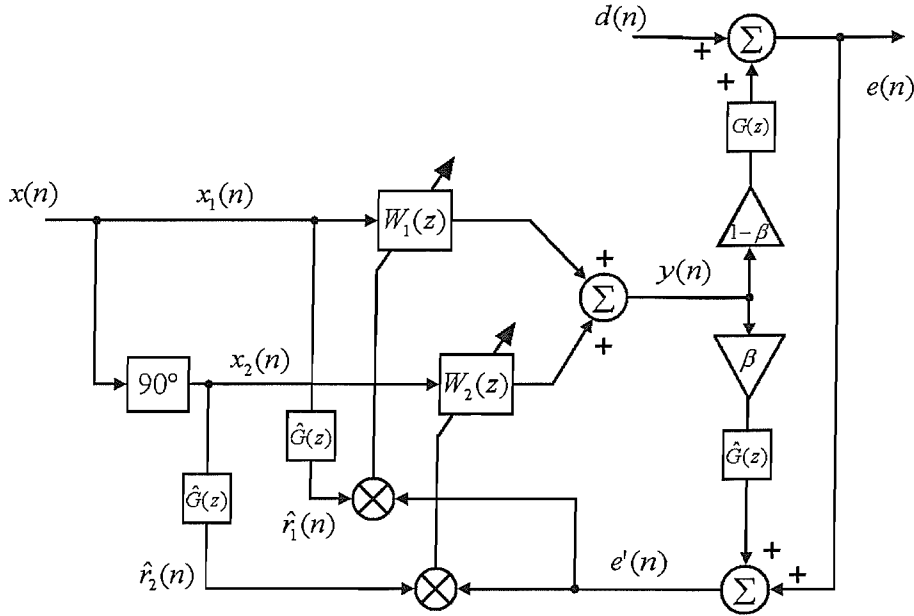 d(n)
Σ
+
+
e(n)
G(z)
x(n)
x₁(n)
W₁(z)
1−β
+
y(n)
Σ
+
90°
x₂(n)
W₂(z)
β
Ĝ(z)
Ĝ(z)
Ĝ(z)
r̂₁(n)
+
r̂₂(n)
e'(n)
Σ
+